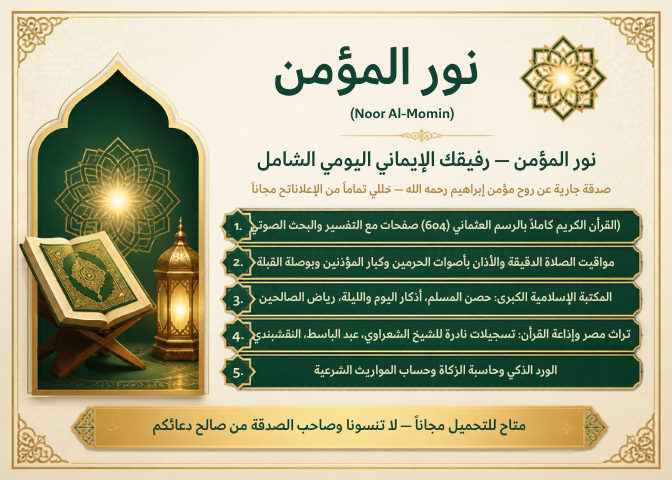 نور المؤمن
(Noor Al-Momin)
نور المؤمن — رفيقك الإيماني اليومي الشامل
صدقة جارية عن روح مؤمن إبراهيم رحمه الله — خللي تماماً من الإعلاناتج مجاناً
1. القرأن الكريم كاملاً بالرسم العثماني (604) صفحات مع التفسير والبحث الصوتي)
2. مواقيت الصلاة الدقيقة والأذان بأصوات الحرمين وكبار المؤذنين وبوصلة القبلة
3. المكتبة الإسلامية الكبرى: حصن المسلم، أذكار اليوم والليلة، رياض الصالحين
4. تراث مصر وإذاعة القرأن: تسجيلات نادرة للشيخ الشعراوي، عبد الباسط، النقشبندي
5. الورد الذكي وحاسبة الزكاة وحساب المواريث الشرعية
متاح للتحميل مجاناً — لا تنسونا وصاحب الصدقة من صالح دعائكم